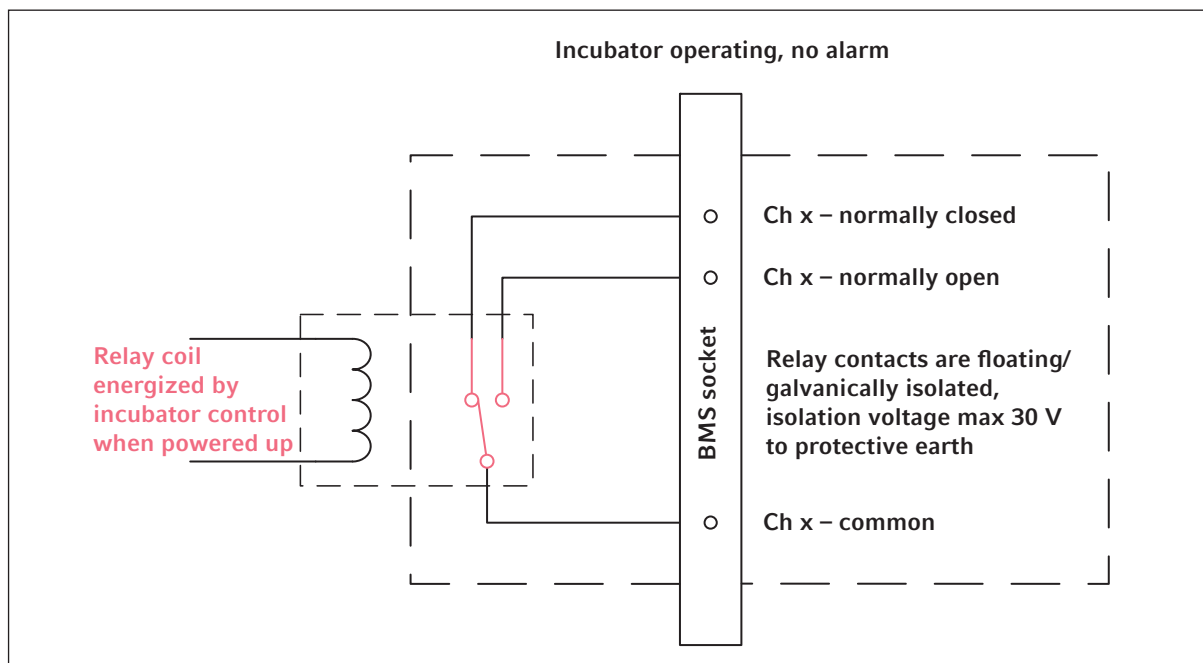 Incubator operating, no alarm
Ch x – normally closed
Ch x – normally open
Relay coil
energized by
incubator control
when powered up
BMS socket
Relay contacts are floating/
galvanically isolated,
isolation voltage max 30 V
to protective earth
Ch x – common